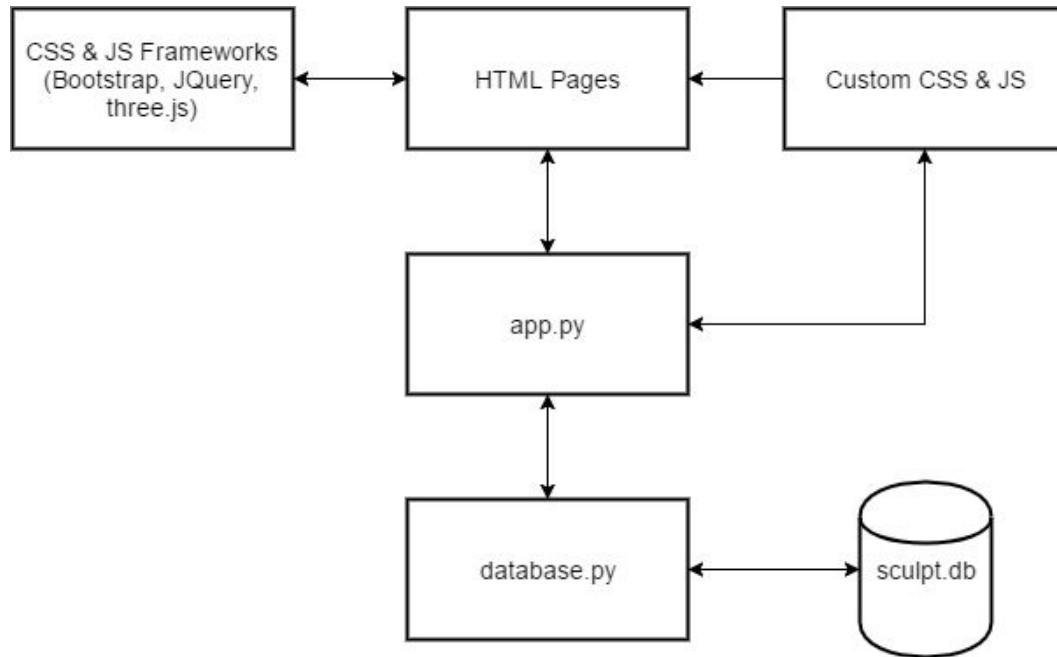 CSS & JS Frameworks
(Bootstrap, JQuery,
three.js)
HTML Pages
Custom CSS & JS
app.py
database.py
sculpt.db